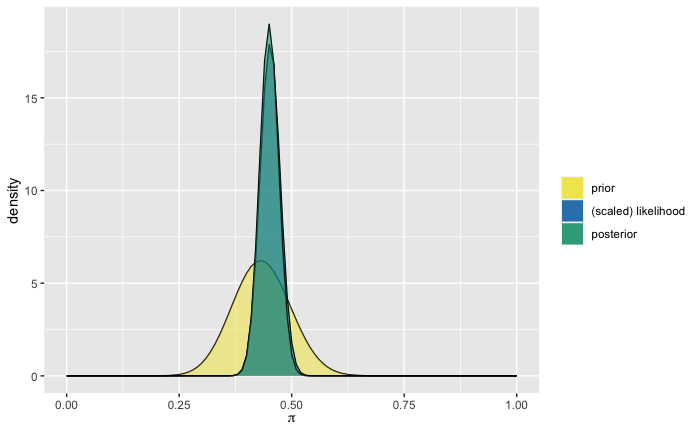 15
10
5
0
density
0.00 0.25 0.50 0.75 1.00
π
prior
(scaled) likelihood
posterior